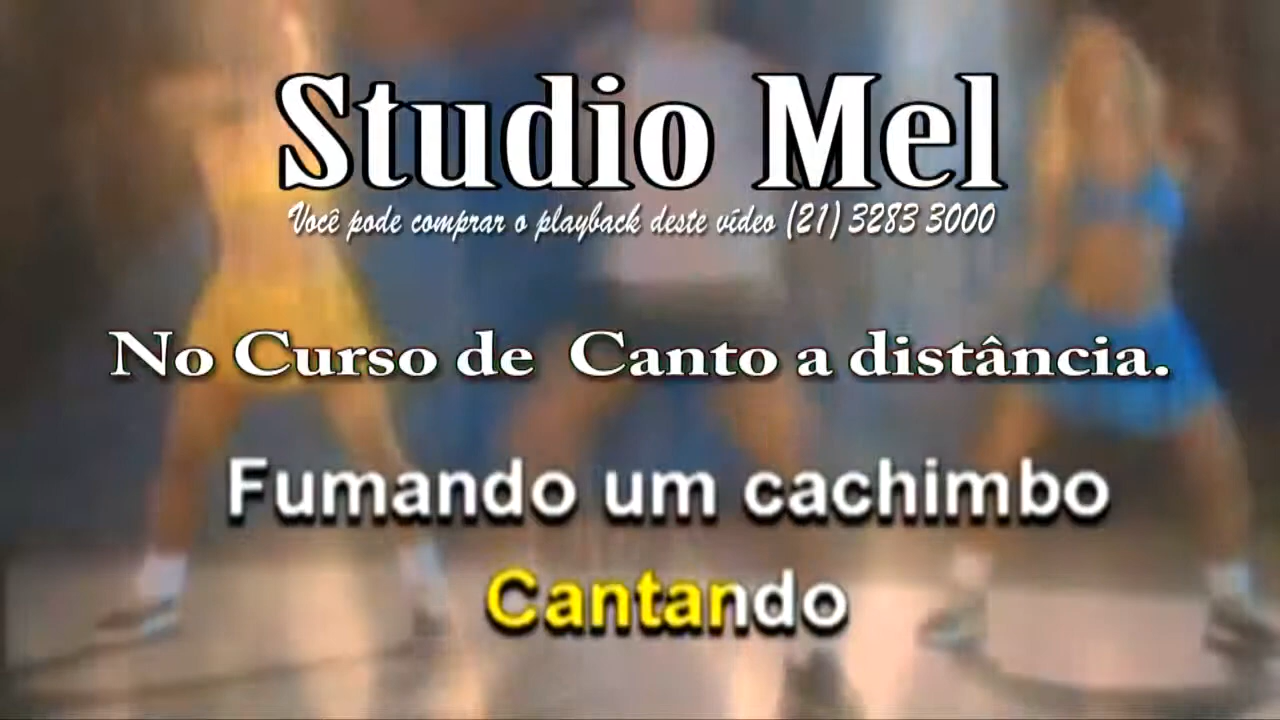 Studio Mel
Você pode comprar o playback deste vídeo (21) 3283 3000
No Curso de Canto a distância.
Fumando um cachimbo
Cantando